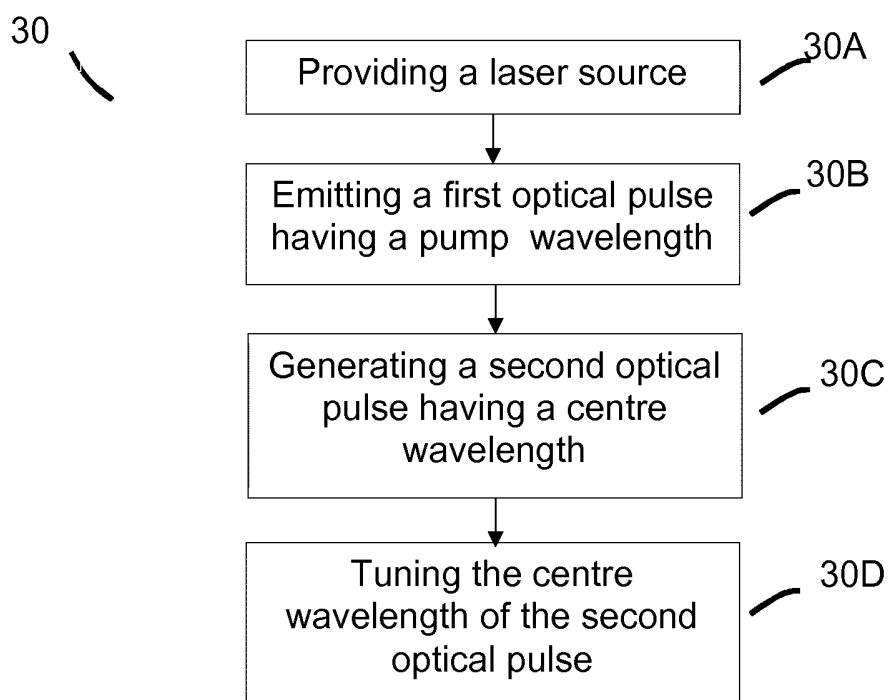 30
30A
Providing a laser source
30B
Emitting a first optical pulse
having a pump wavelength
30C
Generating a second optical
pulse having a centre
wavelength
30D
Tuning the centre
wavelength of the second
optical pulse